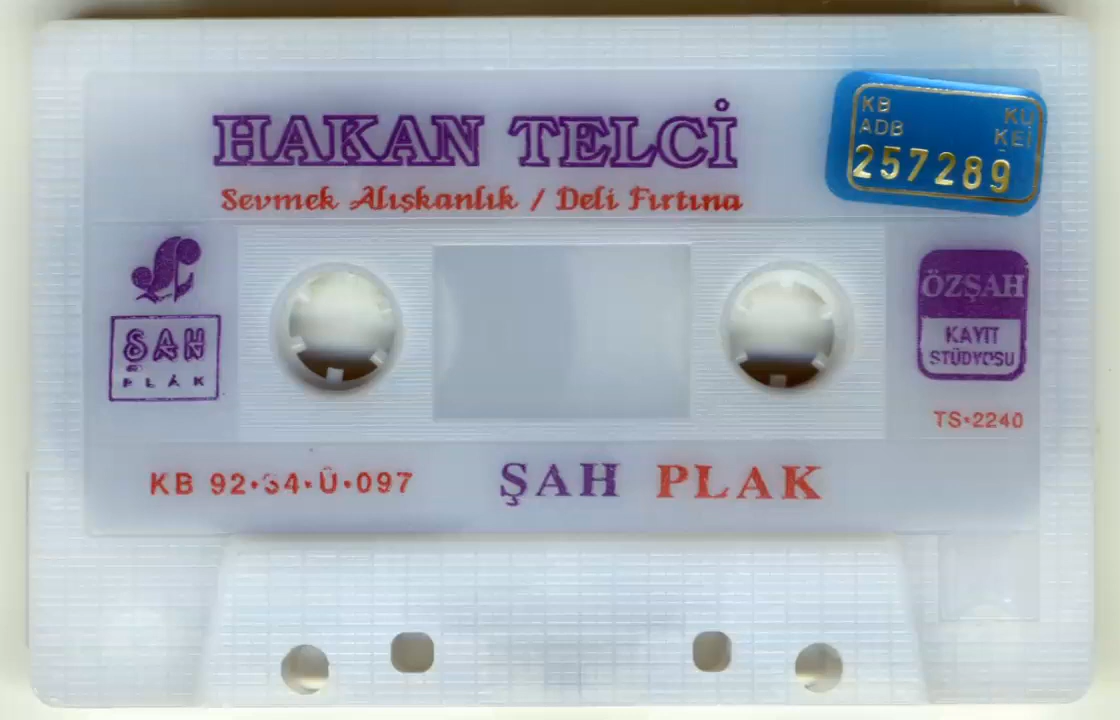 HAKAN TELCİ
Sevmek Alışkanlık / Deli Fırtına
KB
ADB
KÜ
KEİ
257289
ŞAH
PLAK
ÖZŞAH
KAYIT
STÜDYOSU
TS•2240
KB 92•34•Ü•097
ŞAH PLAK